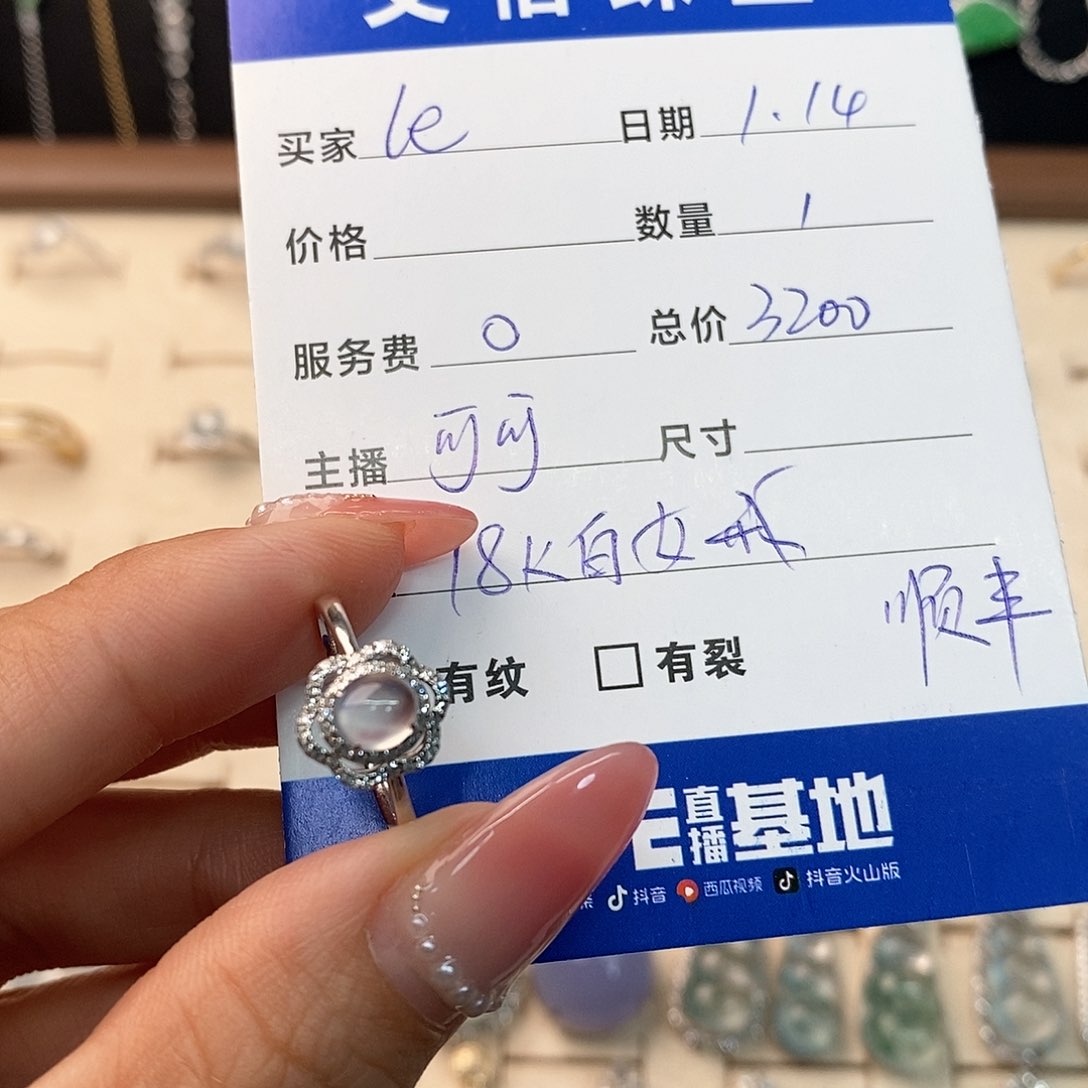 买家 le 日期 1.14
价格 数量 1
服务费 0 总价 3200
主播 可可 尺寸
18K白女戒
顺丰
有纹 有裂
直播基地
抖音 西瓜视频 抖音火山版